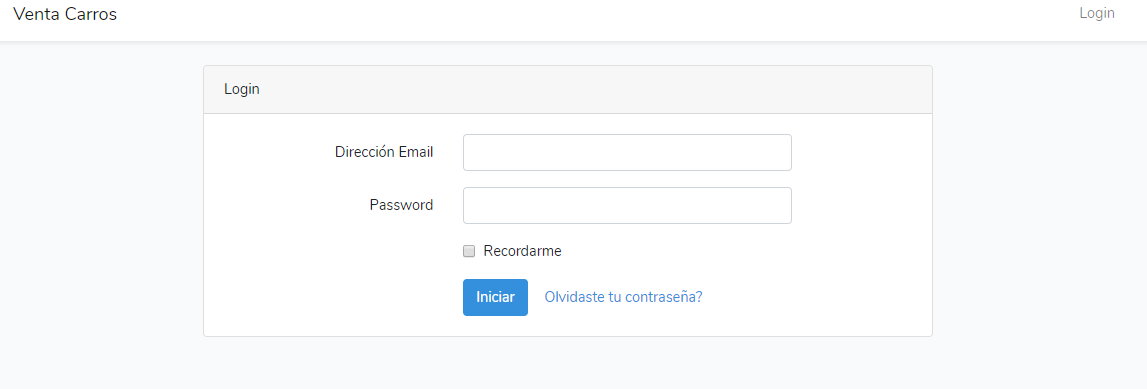 Venta Carros
Login
Login
Dirección Email
Password
Recordarme
Iniciar
Olvidaste tu contraseña?